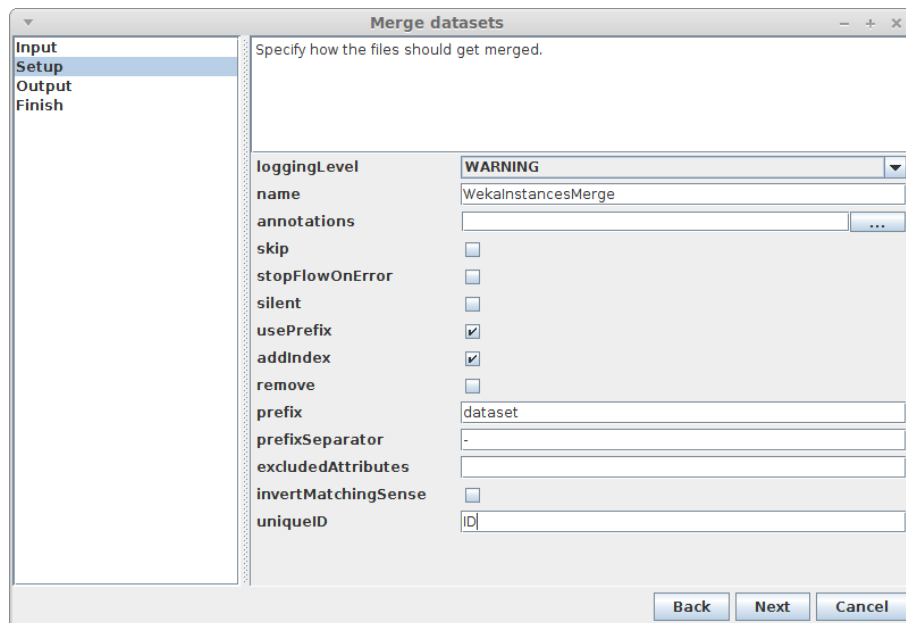 Merge datasets
Input
Setup
Output
Finish
Specify how the files should get merged.
loggingLevel WARNING
name WekaInstancesMerge
annotations ...
skip
stopFlowOnError
silent
usePrefix
addIndex
remove
prefix dataset
prefixSeparator -
excludedAttributes
invertMatchingSense
uniqueID ID
Back Next Cancel